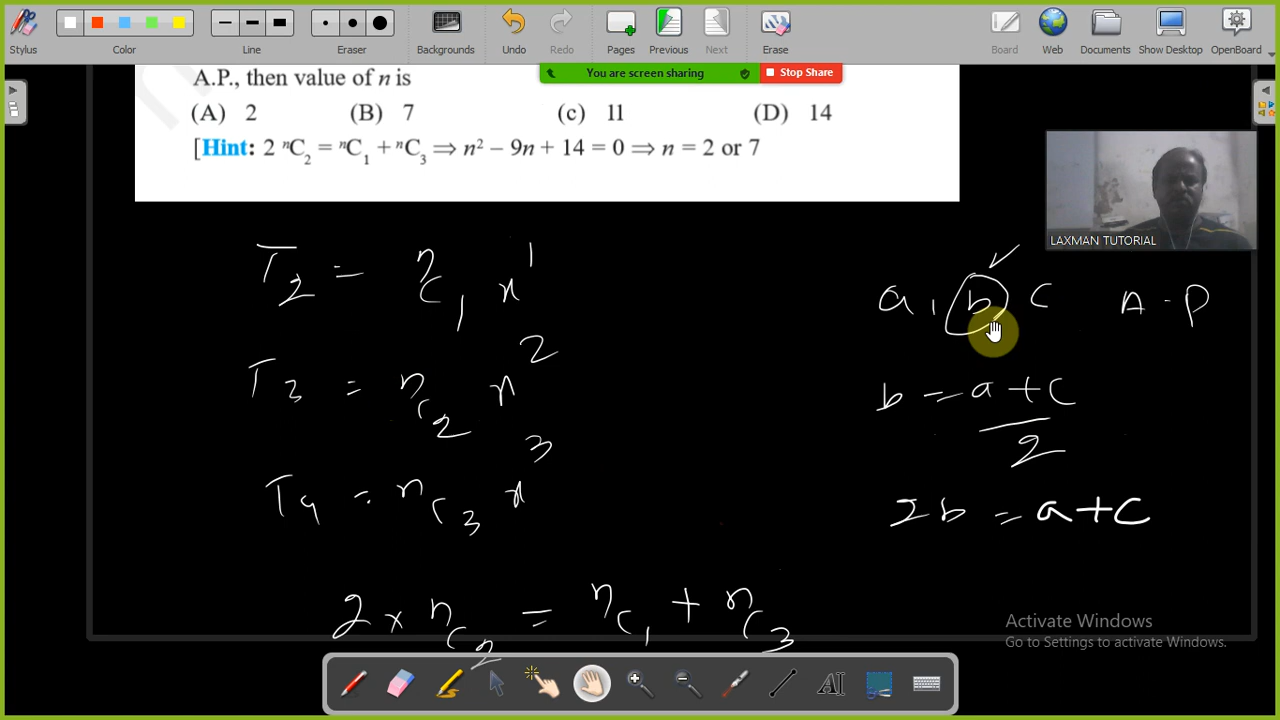 Stylus Color Line Eraser Backgrounds Undo Redo Pages Previous Next Erase Board Web Documents Show Desktop OpenBoard
You are screen sharing Stop Share
A.P., then value of n is
(A) 2 (B) 7 (c) 11 (D) 14
[Hint: 2 ⁿC₂ = ⁿC₁ + ⁿC₃ ⇒ n² – 9n + 14 = 0 ⇒ n = 2 or 7
LAXMAN TUTORIAL
T₂ = ⁿC₁ x¹
T₃ = ⁿC₂ x²
T₄ = ⁿC₃ x³
2 × ⁿC₂ = ⁿC₁ + ⁿC₃
a, b C A.P
b = a + C / 2
2b = a + C
Activate Windows
Go to Settings to activate Windows.
AI